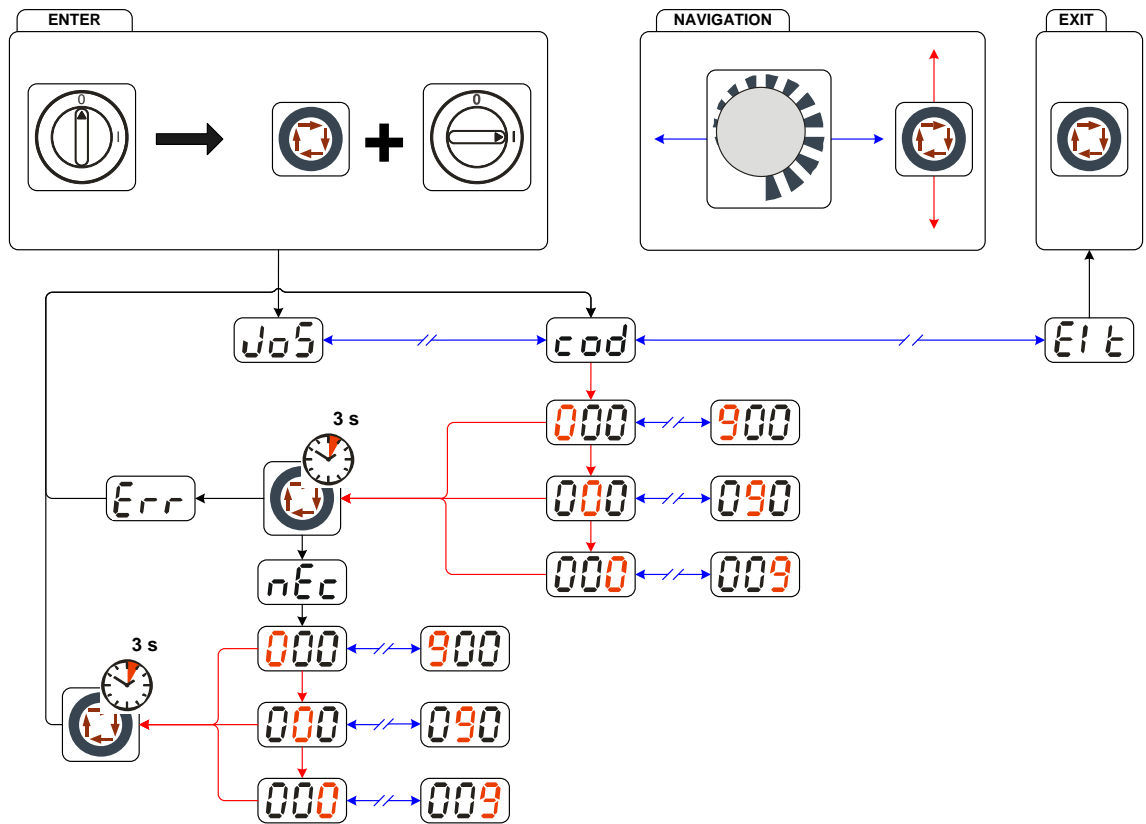 ENTER
NAVIGATION
EXIT
0
I
0
I
JoS
cod
EIt
000
900
3 s
Err
000
090
000
009
nEc
3 s
000
900
000
090
000
009